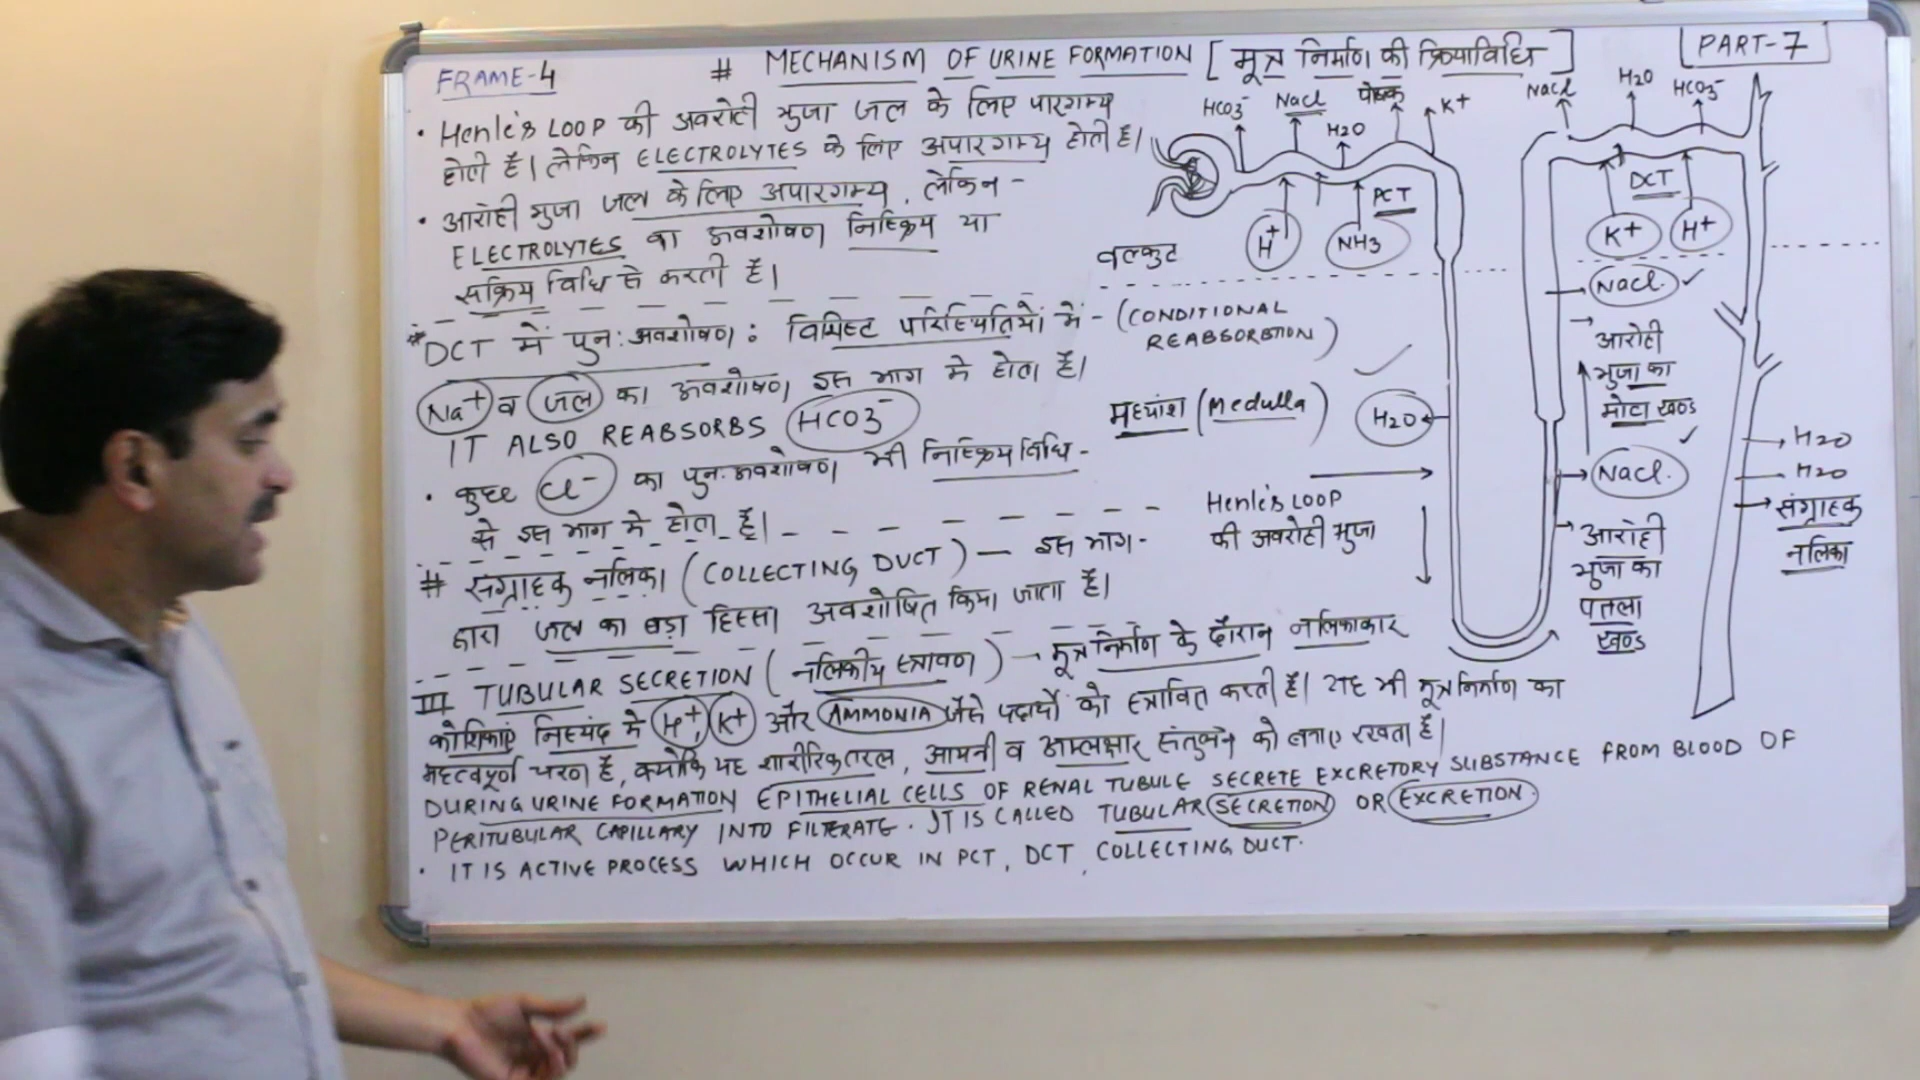 FRAME-4
# MECHANISM OF URINE FORMATION [मूत्र निर्माण की क्रियाविधि]
PART-7
• Henle's LOOP की अवरोही भुजा जल के लिए पारगम्य
होती है। लेकिन ELECTROLYTES के लिए अपारगम्य होती है।
• आरोही भुजा जल के लिए अपारगम्य, लेकिन -
ELECTROLYTES का अवशोषण निष्क्रिय या
सक्रिय विधि से करती है।
* DCT में पुनः अवशोषण : विशिष्ट परिस्थितियों में - (CONDITIONAL
REABSORBTION)
Na+ व जल का अवशोषण इस भाग मे होता है।
IT ALSO REABSORBS HCO3-
• कुछ Cl- का पुनः अवशोषण भी निष्क्रिय विधि -
से इस भाग मे होता है।
# संग्राहक नलिका (COLLECTING DUCT) — इस भाग-
द्वारा जल का बड़ा हिस्सा अवशोषित किया जाता है।
III TUBULAR SECRETION (नलिकीय स्त्रावण) → मूत्र निर्माण के दौरान नलिकाकार
कोशिकाएं निस्यंद मे H+, K+ और AMMONIA जैसे पदार्थो को स्त्रावित करती है। यह भी मूत्र निर्माण का
महत्वपूर्ण चरण है, क्योंकि यह शारीरिक तरल, आयनी व अम्लक्षार संतुलन को बनाए रखता है।
DURING URINE FORMATION EPITHELIAL CELLS OF RENAL TUBULE SECRETE EXCRETORY SUBSTANCE FROM BLOOD OF
PERITUBULAR CAPILLARY INTO FILTERATE. IT IS CALLED TUBULAR SECRETION OR EXCRETION.
• IT IS ACTIVE PROCESS WHICH OCCUR IN PCT, DCT, COLLECTING DUCT.
HCO3-
NaCl
H2O
पोषक
K+
NaCl
H2O
HCO3-
PCT
DCT
H+
NH3
K+
H+
वल्कुट
NaCl.
आरोही
भुजा का
मोटा खण्ड
मध्यांश (Medulla)
H2O
NaCl.
H2O
H2O
संग्राहक
नलिका
Henle's LOOP
की अवरोही भुजा
आरोही
भुजा का
पतला
खण्ड